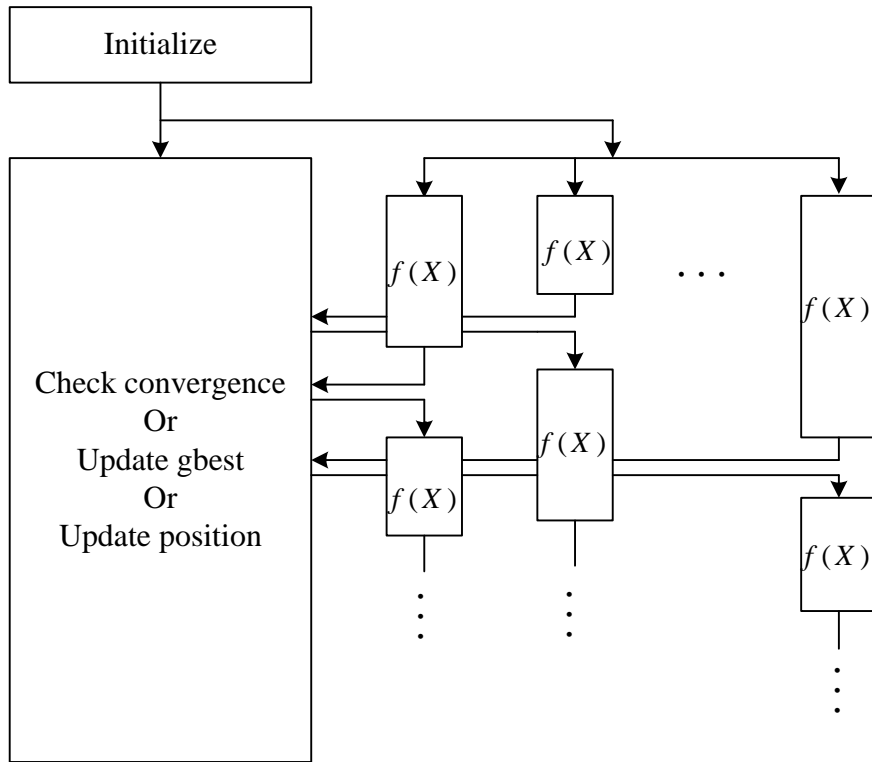 Initialize
f(X)
f(X)
. . .
f(X)
Check convergence
Or
Update gbest
Or
Update position
f(X)
f(X)
f(X)